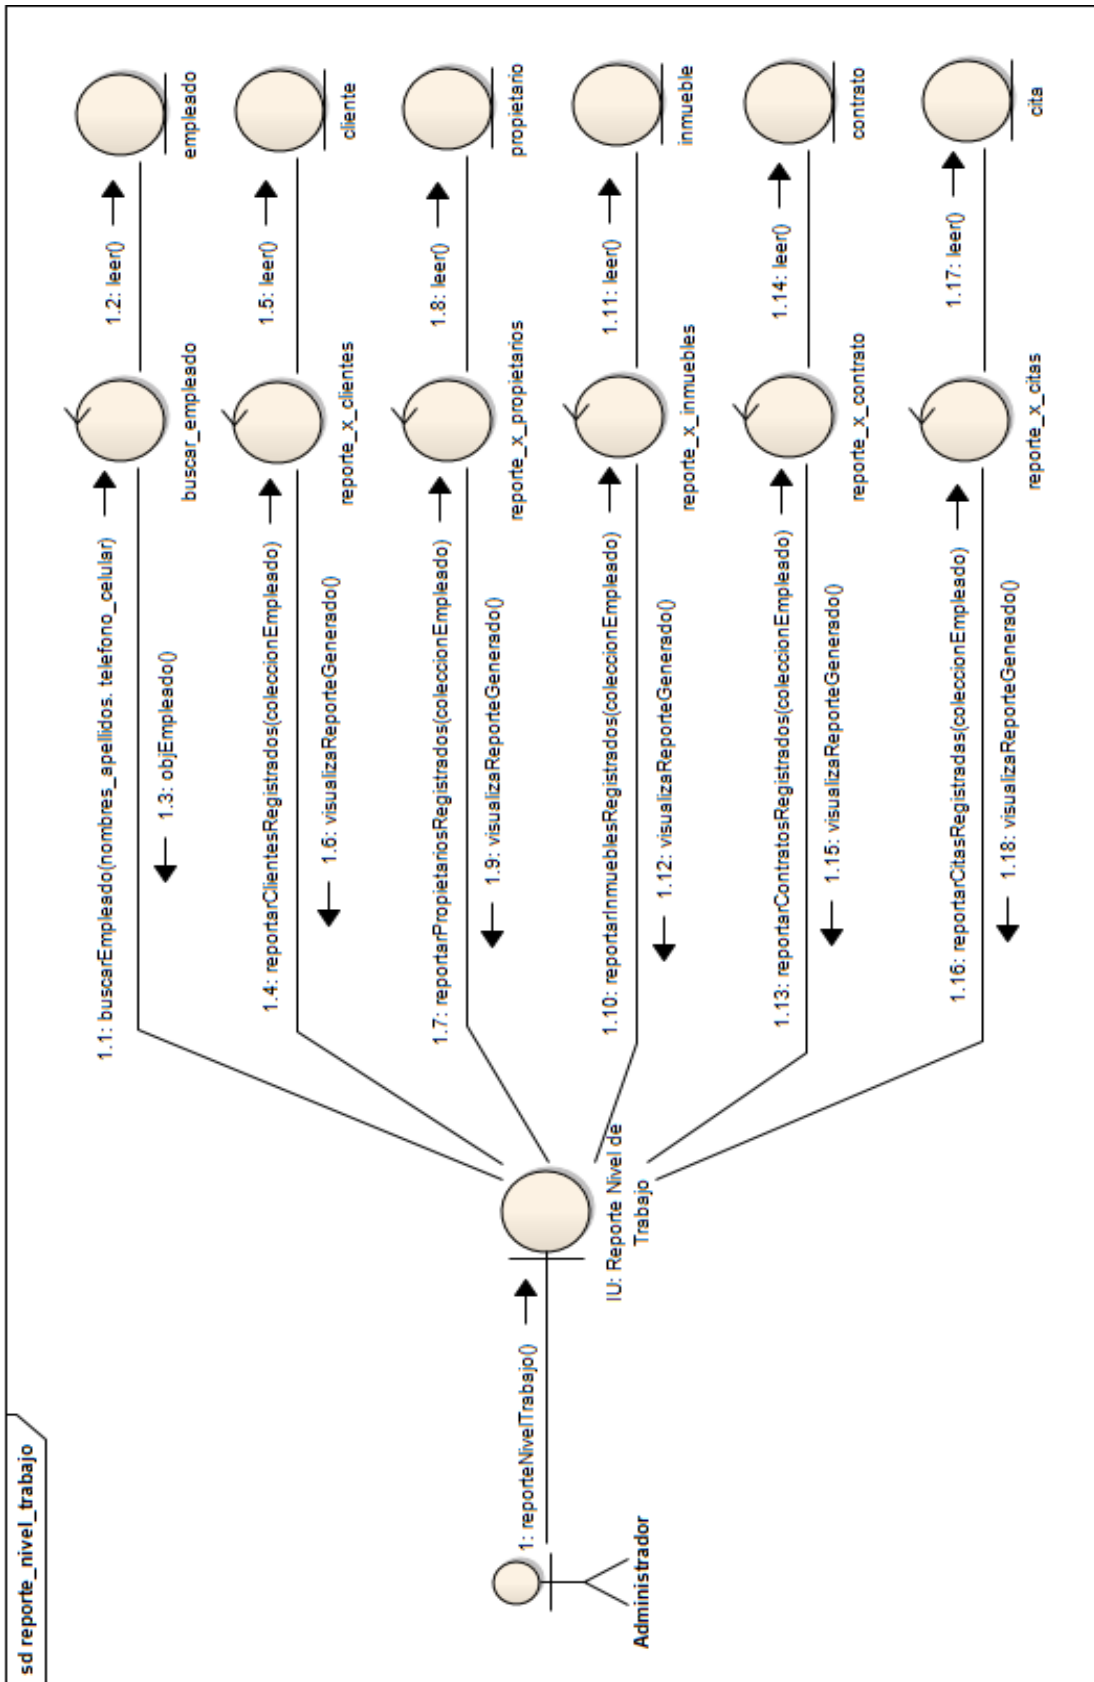 sd reporte_nivel_trabajo
Administrador
1: reporteNivelTrabajo()
IU: Reporte Nivel de
Trabajo
1.1: buscarEmpleado(nombres_apellidos. telefono_celular)
1.3: objEmpleado()
buscar_empleado
1.2: leer()
empleado
1.4: reportarClientesRegistrados(coleccionEmpleado)
1.6: visualizaReporteGenerado()
reporte_x_clientes
1.5: leer()
cliente
1.7: reportarPropietariosRegistrados(coleccionEmpleado)
1.9: visualizaReporteGenerado()
reporte_x_propietarios
1.8: leer()
propietario
1.10: reportarInmueblesRegistrados(coleccionEmpleado)
1.12: visualizaReporteGenerado()
reporte_x_inmuebles
1.11: leer()
inmueble
1.13: reportarContratosRegistrados(coleccionEmpleado)
1.15: visualizaReporteGenerado()
reporte_x_contrato
1.14: leer()
contrato
1.16: reportarCitasRegistradas(coleccionEmpleado)
1.18: visualizaReporteGenerado()
reporte_x_citas
1.17: leer()
cita